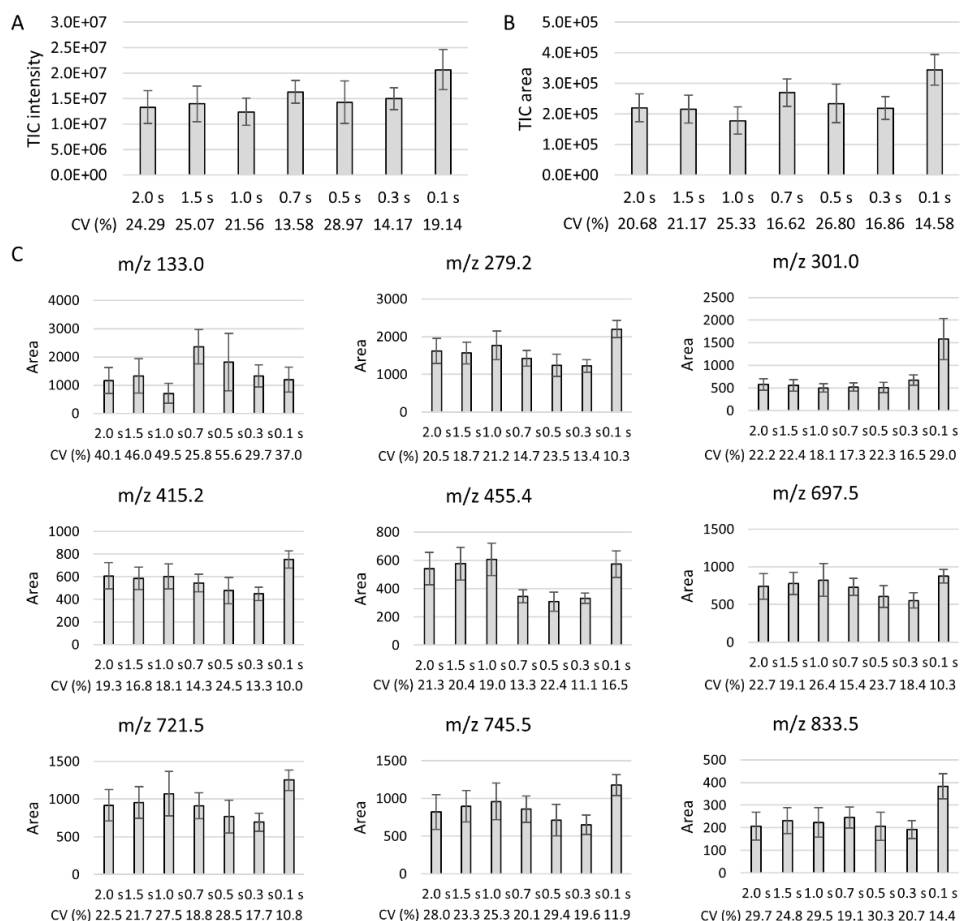 A
TIC intensity
3.0E+07
2.5E+07
2.0E+07
1.5E+07
1.0E+07
5.0E+06
0.0E+00
2.0 s 1.5 s 1.0 s 0.7 s 0.5 s 0.3 s 0.1 s
CV (%) 24.29 25.07 21.56 13.58 28.97 14.17 19.14
B
TIC area
5.0E+05
4.0E+05
3.0E+05
2.0E+05
1.0E+05
0.0E+00
2.0 s 1.5 s 1.0 s 0.7 s 0.5 s 0.3 s 0.1 s
CV (%) 20.68 21.17 25.33 16.62 26.80 16.86 14.58
C
m/z 133.0
Area
4000
3000
2000
1000
0
2.0 s 1.5 s 1.0 s 0.7 s 0.5 s 0.3 s 0.1 s
CV (%) 40.1 46.0 49.5 25.8 55.6 29.7 37.0
m/z 279.2
Area
3000
2000
1000
0
2.0 s 1.5 s 1.0 s 0.7 s 0.5 s 0.3 s 0.1 s
CV (%) 20.5 18.7 21.2 14.7 23.5 13.4 10.3
m/z 301.0
Area
2500
2000
1500
1000
500
0
2.0 s 1.5 s 1.0 s 0.7 s 0.5 s 0.3 s 0.1 s
CV (%) 22.2 22.4 18.1 17.3 22.3 16.5 29.0
m/z 415.2
Area
1000
800
600
400
200
0
2.0 s 1.5 s 1.0 s 0.7 s 0.5 s 0.3 s 0.1 s
CV (%) 19.3 16.8 18.1 14.3 24.5 13.3 10.0
m/z 455.4
Area
800
600
400
200
0
2.0 s 1.5 s 1.0 s 0.7 s 0.5 s 0.3 s 0.1 s
CV (%) 21.3 20.4 19.0 13.3 22.4 11.1 16.5
m/z 697.5
Area
1500
1000
500
0
2.0 s 1.5 s 1.0 s 0.7 s 0.5 s 0.3 s 0.1 s
CV (%) 22.7 19.1 26.4 15.4 23.7 18.4 10.3
m/z 721.5
Area
1500
1000
500
0
2.0 s 1.5 s 1.0 s 0.7 s 0.5 s 0.3 s 0.1 s
CV (%) 22.5 21.7 27.5 18.8 28.5 17.7 10.8
m/z 745.5
Area
1500
1000
500
0
2.0 s 1.5 s 1.0 s 0.7 s 0.5 s 0.3 s 0.1 s
CV (%) 28.0 23.3 25.3 20.1 29.4 19.6 11.9
m/z 833.5
Area
500
400
300
200
100
0
2.0 s 1.5 s 1.0 s 0.7 s 0.5 s 0.3 s 0.1 s
CV (%) 29.7 24.8 29.5 19.1 30.3 20.7 14.4